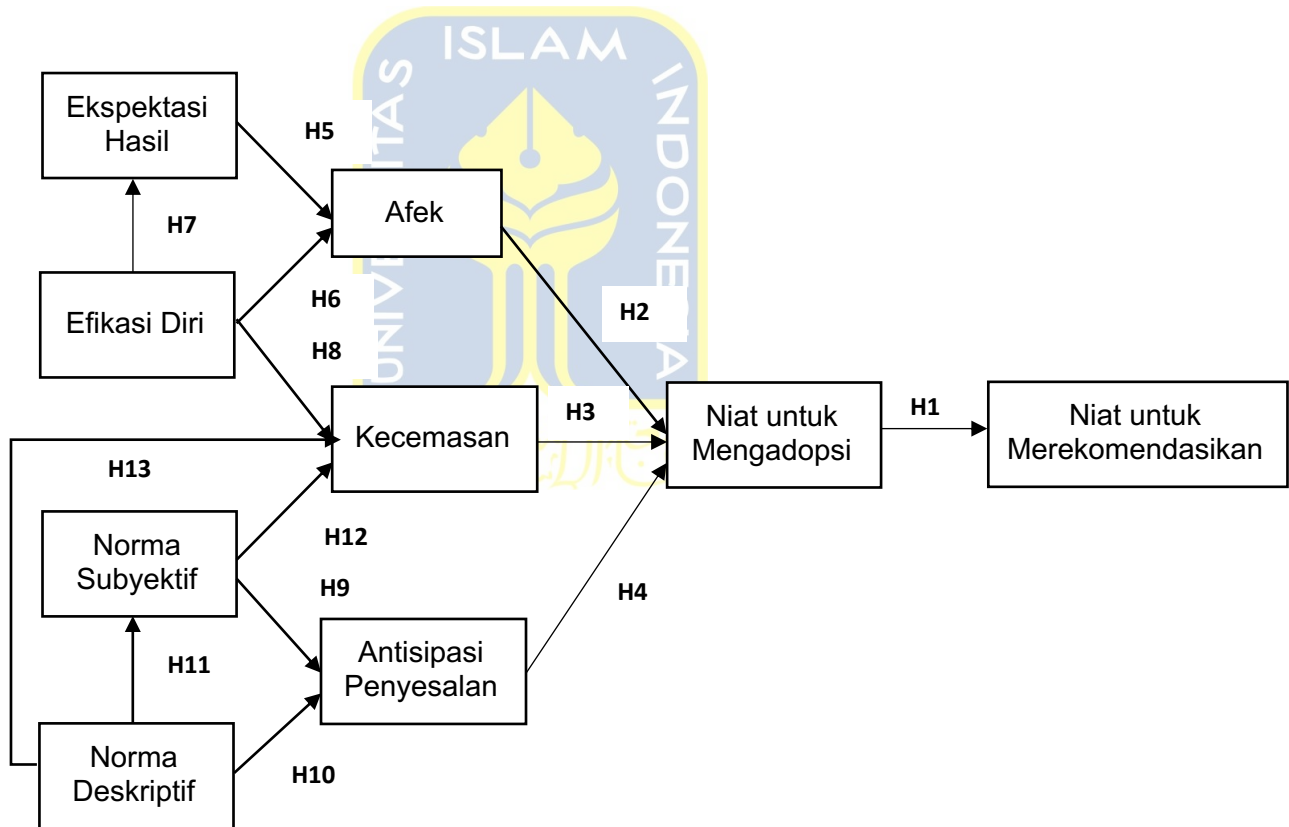 ISLAM
UNIVERSITAS
INDONESIA
Ekspektasi
Hasil
H5
Afek
H7
H6
Efikasi Diri
H2
H8
Kecemasan
H3
Niat untuk
Mengadopsi
H1
Niat untuk
Merekomendasikan
H13
H12
Norma
Subyektif
H9
H4
H11
Antisipasi
Penyesalan
Norma
Deskriptif
H10